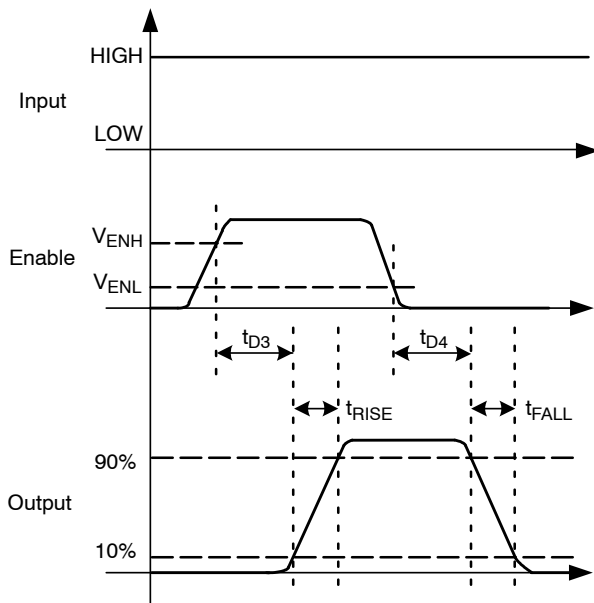 HIGH
Input
LOW
VENH
Enable
VENL
tD3
tD4
tRISE
tFALL
90%
Output
10%